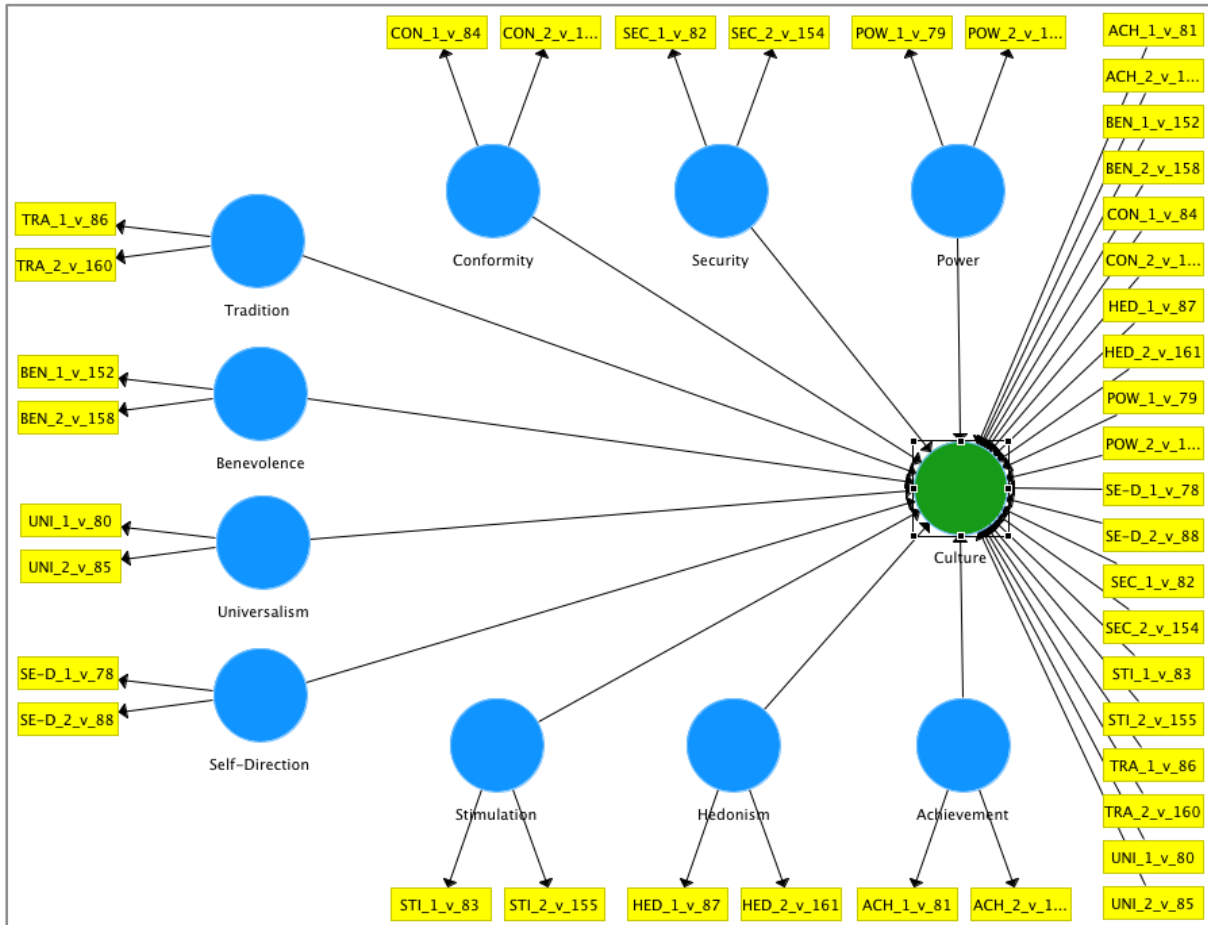 CON_1_v_84
CON_2_v_1...
SEC_1_v_82
SEC_2_v_154
POW_1_v_79
POW_2_v_1...
Conformity
Security
Power
TRA_1_v_86
TRA_2_v_160
Tradition
BEN_1_v_152
BEN_2_v_158
Benevolence
UNI_1_v_80
UNI_2_v_85
Universalism
SE-D_1_v_78
SE-D_2_v_88
Self-Direction
Culture
Stimulation
Hedonism
Achievement
STI_1_v_83
STI_2_v_155
HED_1_v_87
HED_2_v_161
ACH_1_v_81
ACH_2_v_1...
ACH_1_v_81
ACH_2_v_1...
BEN_1_v_152
BEN_2_v_158
CON_1_v_84
CON_2_v_1...
HED_1_v_87
HED_2_v_161
POW_1_v_79
POW_2_v_1...
SE-D_1_v_78
SE-D_2_v_88
SEC_1_v_82
SEC_2_v_154
STI_1_v_83
STI_2_v_155
TRA_1_v_86
TRA_2_v_160
UNI_1_v_80
UNI_2_v_85